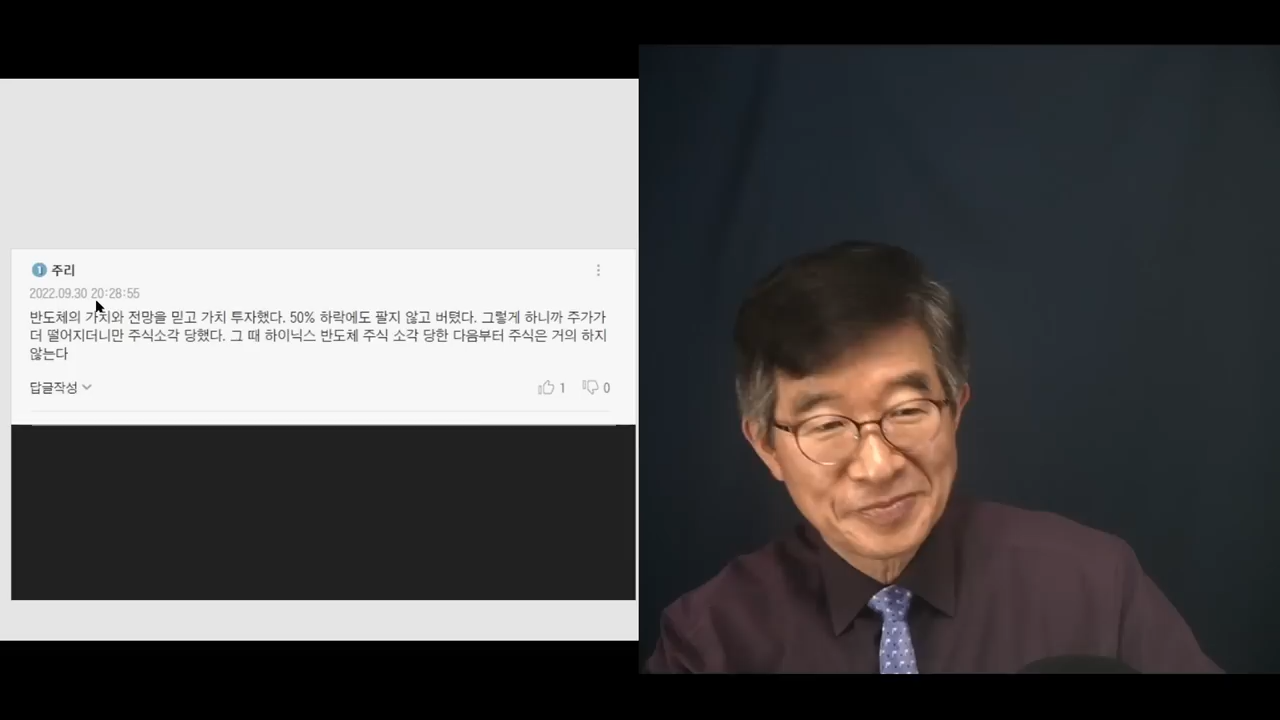 1 주리
2022.09.30 20:28:55
반도체의 가치와 전망을 믿고 가치 투자했다. 50% 하락에도 팔지 않고 버텼다. 그렇게 하니까 주가가
더 떨어지더니만 주식소각 당했다. 그 때 하이닉스 반도체 주식 소각 당한 다음부터 주식은 거의 하지
않는다
답글작성
1 0